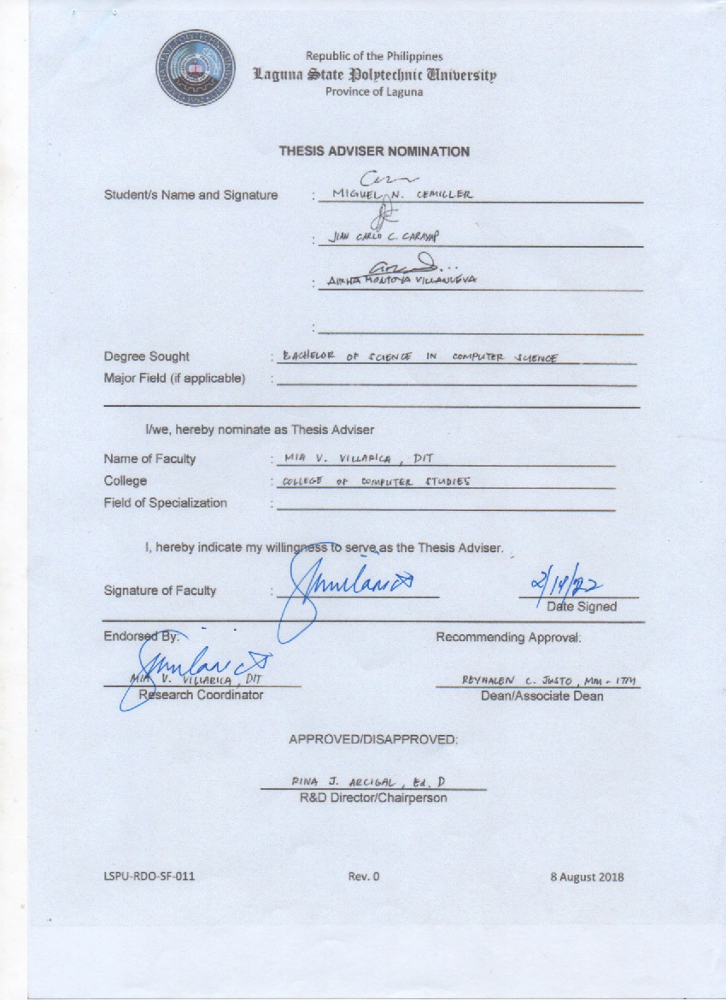 Republic of the Philippines
Laguna State Polytechnic University
Province of Laguna
THESIS ADVISER NOMINATION
Student/s Name and Signature : MIGUEL N. CEMILLER
: JIAN CARLO C. CARAYAP
: AIRHA MONTOYA VILLANUEVA
:
Degree Sought : BACHELOR OF SCIENCE IN COMPUTER SCIENCE
Major Field (if applicable) :
I/we, hereby nominate as Thesis Adviser
Name of Faculty : MIA V. VILLARICA, DIT
College : COLLEGE OF COMPUTER STUDIES
Field of Specialization :
I, hereby indicate my willingness to serve as the Thesis Adviser.
Signature of Faculty : 2/14/22
Date Signed
Endorsed By: Recommending Approval:
MIA V. VILLARICA, DIT REYNALEN C. JUSTO, MM-ITM
Research Coordinator Dean/Associate Dean
APPROVED/DISAPPROVED:
RINA J. ARCIGAL, Ed. D
R&D Director/Chairperson
LSPU-RDO-SF-011 Rev. 0 8 August 2018